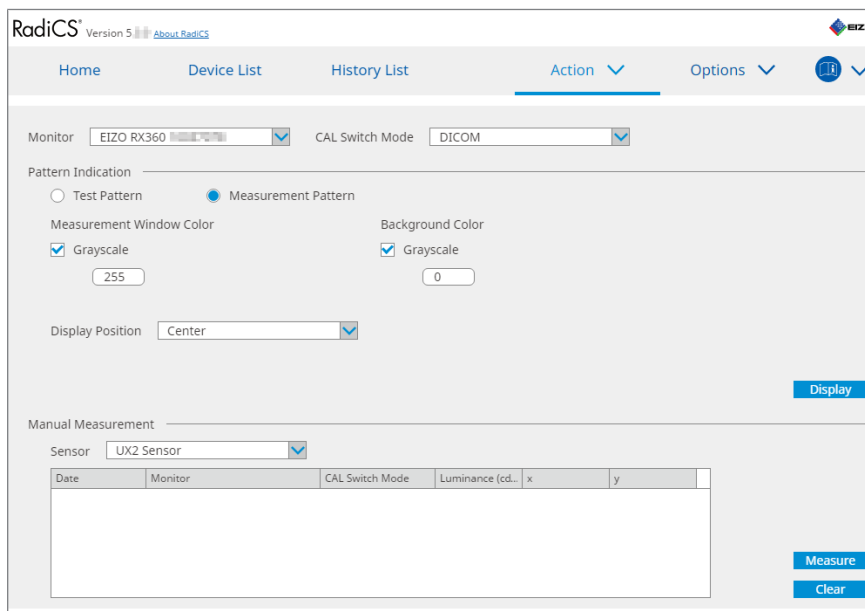 RadiCS® Version 5. About RadiCS EIZ
Home Device List History List Action Options
Monitor EIZO RX360 CAL Switch Mode DICOM
Pattern Indication
Test Pattern Measurement Pattern
Measurement Window Color Background Color
Grayscale Grayscale
255 0
Display Position Center
Display
Manual Measurement
Sensor UX2 Sensor
Date Monitor CAL Switch Mode Luminance (cd... x y
Measure
Clear